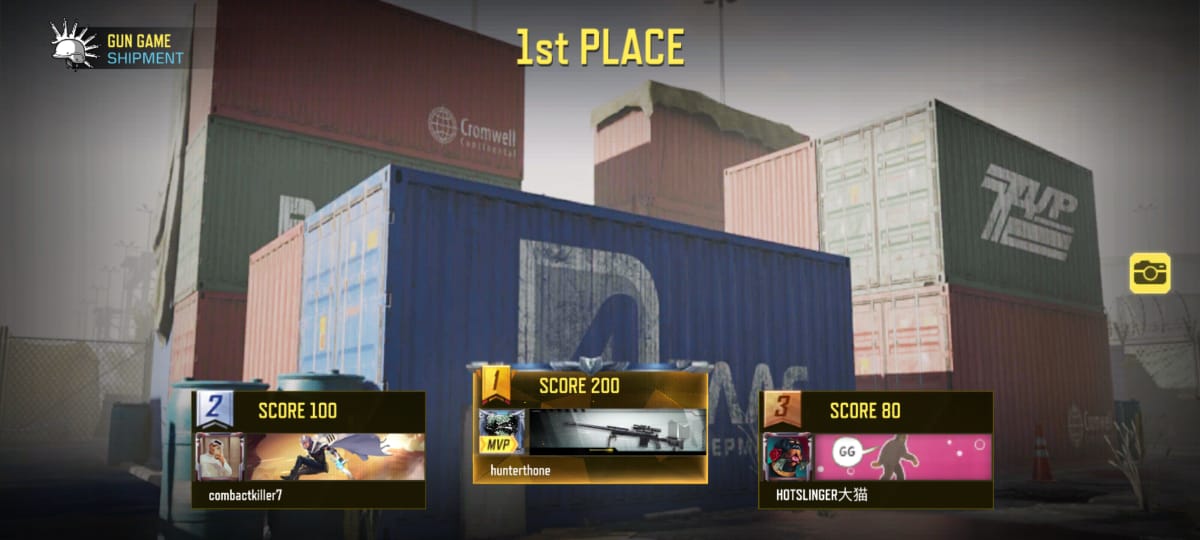 GUN GAME
SHIPMENT
1st PLACE
Cromwell
Continental
2
SCORE 100
combactkiller7
1
SCORE 200
MVP
hunterthone
3
SCORE 80
GG
HOTSLINGER大猫